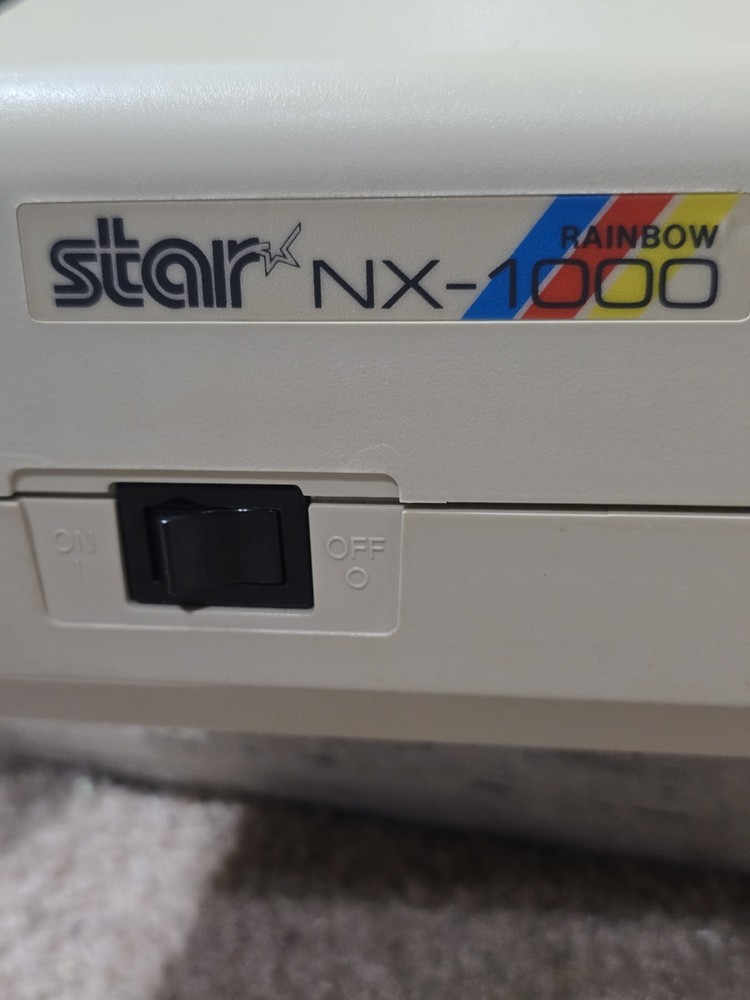 RAINBOW
star NX-1000
ON OFF
I O